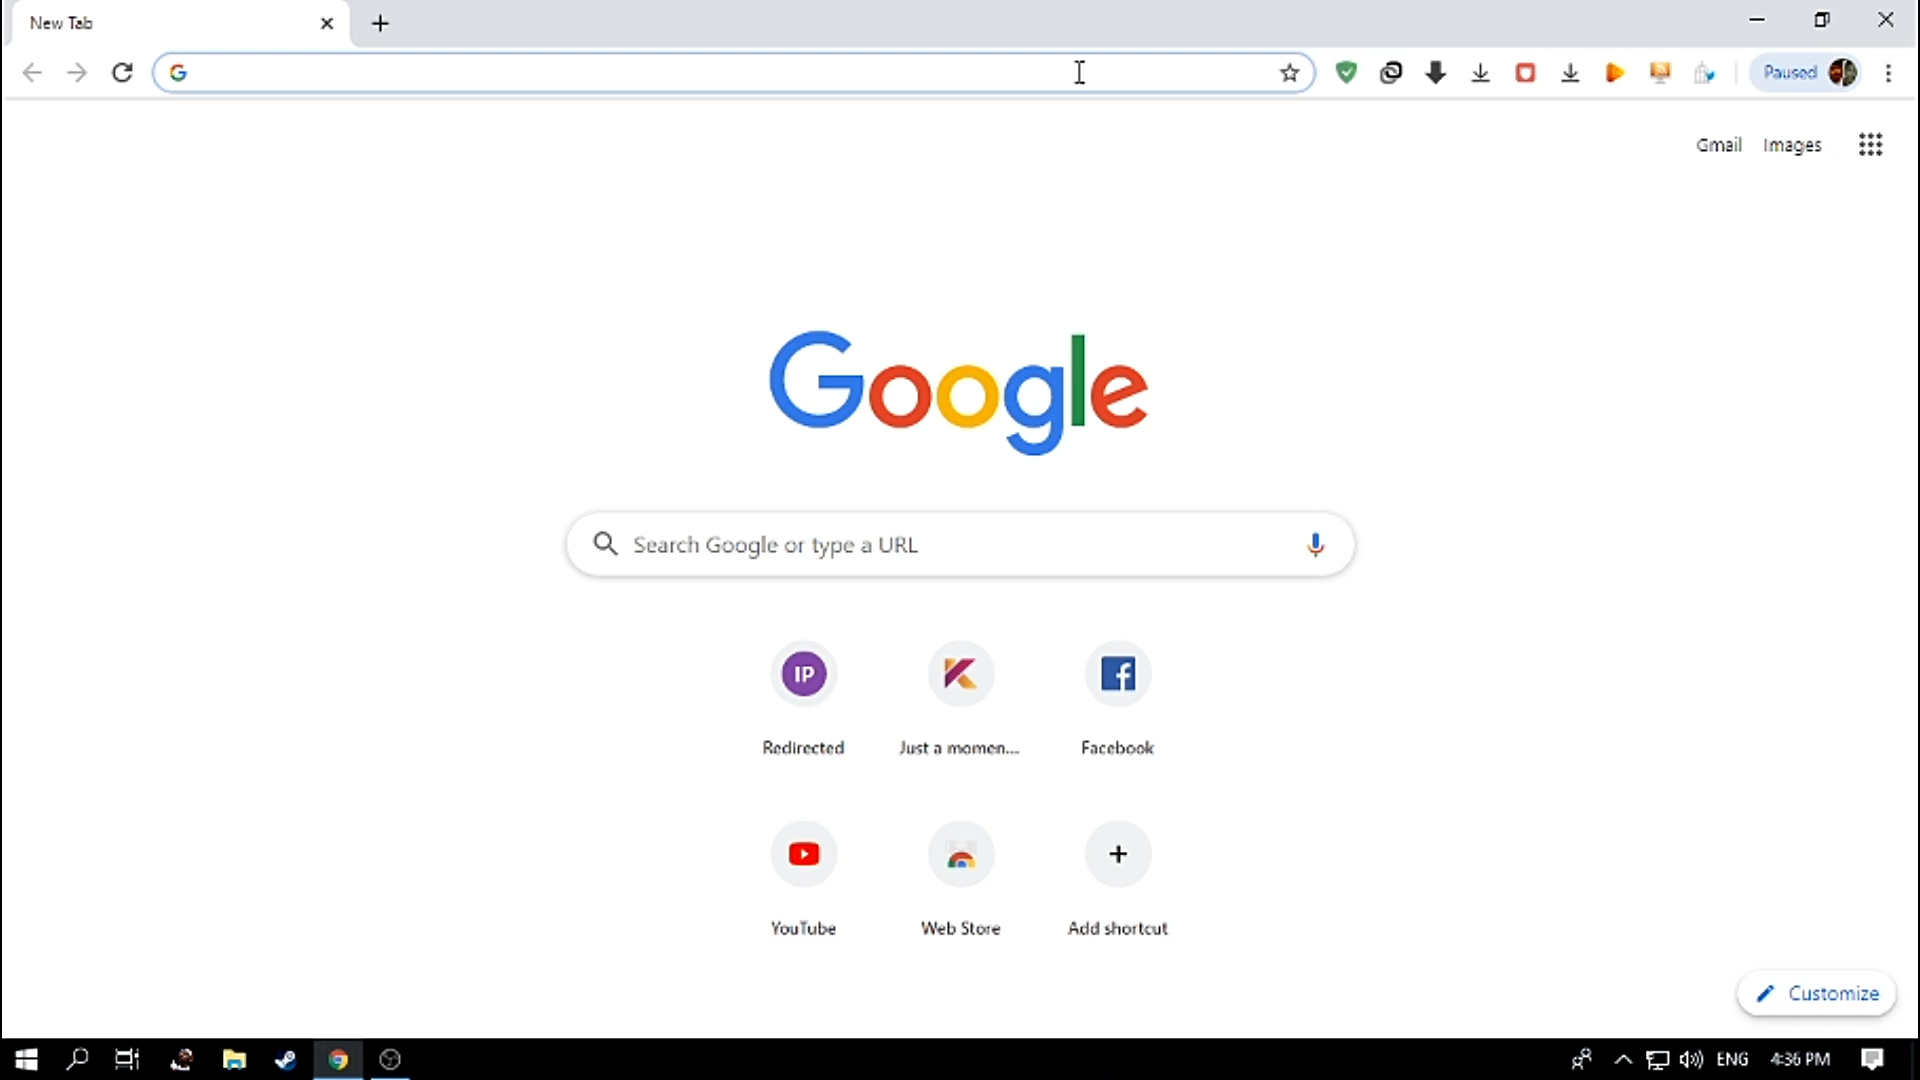 New Tab
Paused
Gmail Images
Google
Search Google or type a URL
IP
Redirected Just a momen... Facebook
YouTube Web Store Add shortcut
Customize
ENG 4:36 PM